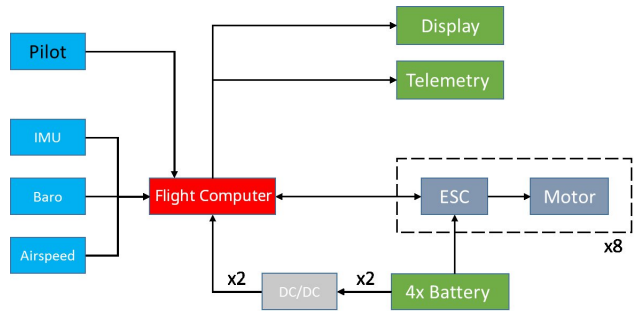 Display
Pilot
Telemetry
IMU
Baro
Flight Computer
ESC
Motor
Airspeed
x8
x2
x2
DC/DC
4x Battery